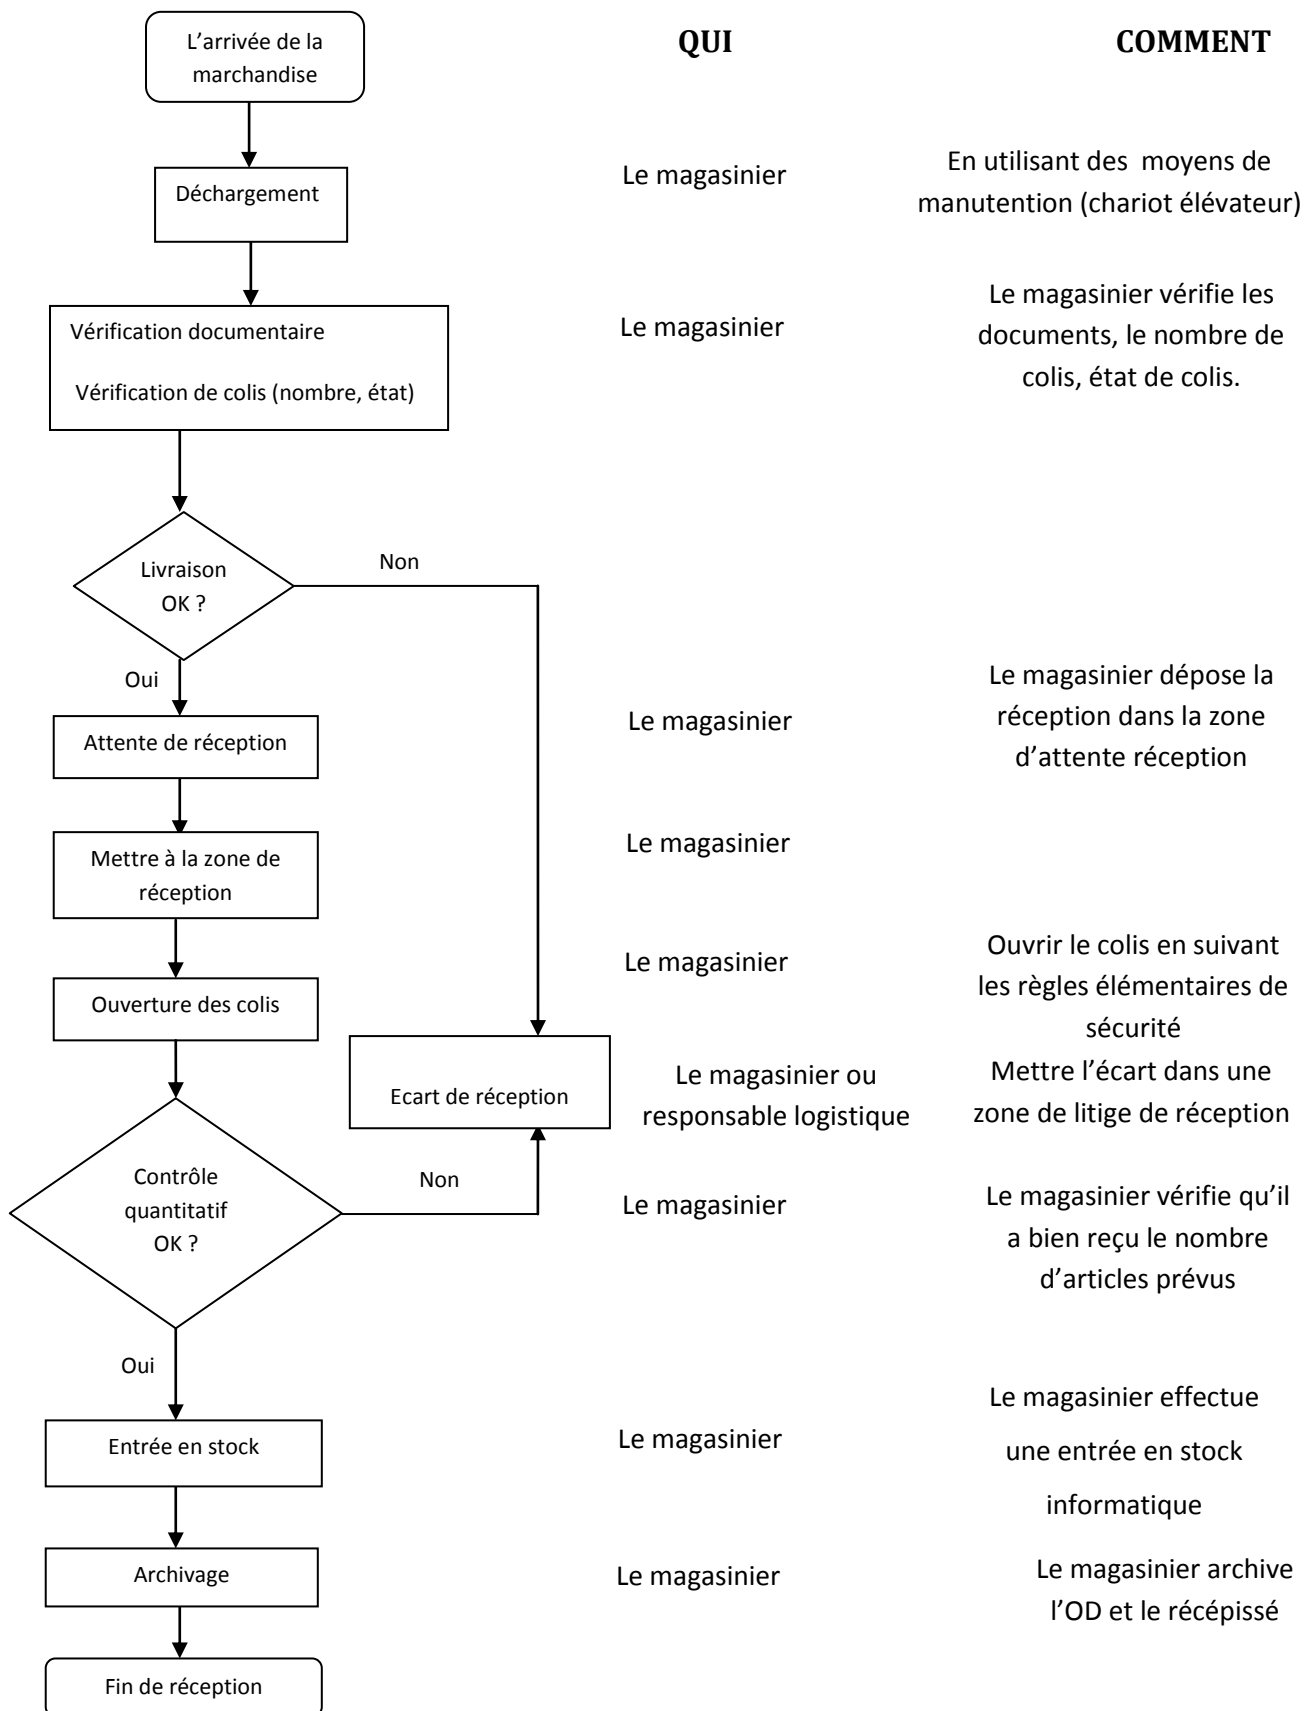 L’arrivée de la
marchandise
QUI
COMMENT
Déchargement
Le magasinier
En utilisant des  moyens de
manutention (chariot élévateur)
Vérification documentaire
Vérification de colis (nombre, état)
Le magasinier
Le magasinier vérifie les
documents, le nombre de
colis, état de colis.
Livraison
OK ?
Non
Oui
Attente de réception
Le magasinier
Le magasinier dépose la
réception dans la zone
d’attente réception
Mettre à la zone de
réception
Le magasinier
Ouverture des colis
Le magasinier
Ouvrir le colis en suivant
les règles élémentaires de
sécurité
Ecart de réception
Le magasinier ou
responsable logistique
Mettre l’écart dans une
zone de litige de réception
Contrôle
quantitatif
OK ?
Non
Le magasinier
Le magasinier vérifie qu’il
a bien reçu le nombre
d’articles prévus
Oui
Entrée en stock
Le magasinier
Le magasinier effectue
une entrée en stock
informatique
Archivage
Le magasinier
Le magasinier archive
l’OD et le récépissé
Fin de réception